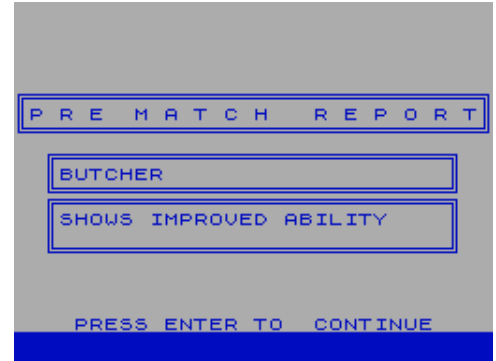 PRE MATCH REPORT
BUTCHER
SHOWS IMPROVED ABILITY
PRESS ENTER TO CONTINUE